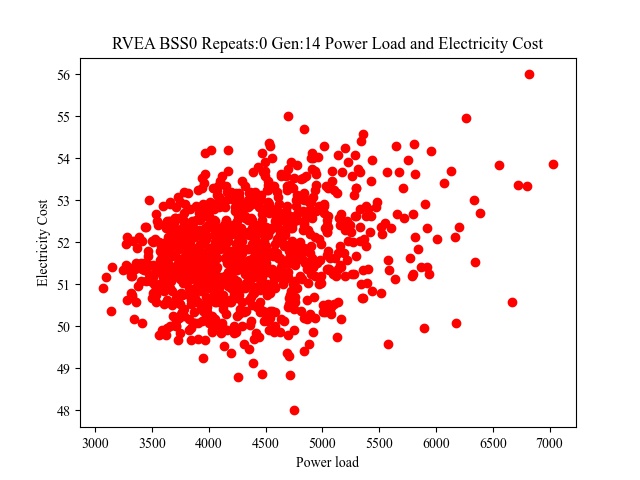 RVEA BSS0 Repeats:0 Gen:14 Power Load and Electricity Cost
56
55
54
53
52
51
50
49
48
Electricity Cost
3000 3500 4000 4500 5000 5500 6000 6500 7000
Power load